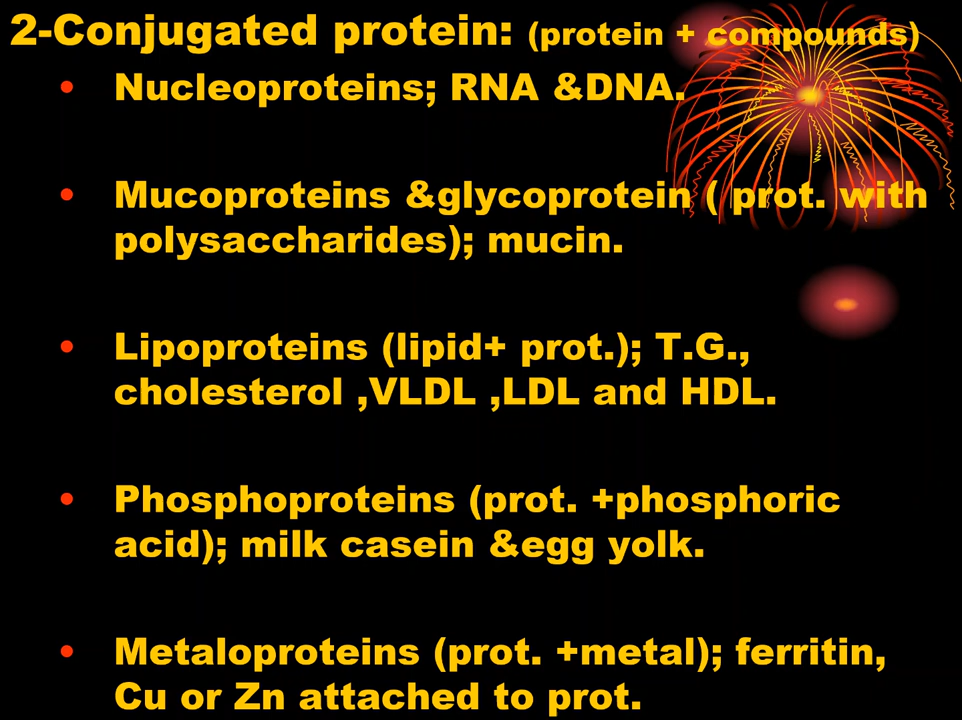 2-Conjugated protein: (protein + compounds)
• Nucleoproteins; RNA &DNA.
• Mucoproteins &glycoprotein ( prot. with
polysaccharides); mucin.
• Lipoproteins (lipid+ prot.); T.G.,
cholesterol ,VLDL ,LDL and HDL.
• Phosphoproteins (prot. +phosphoric
acid); milk casein &egg yolk.
• Metaloproteins (prot. +metal); ferritin,
Cu or Zn attached to prot.